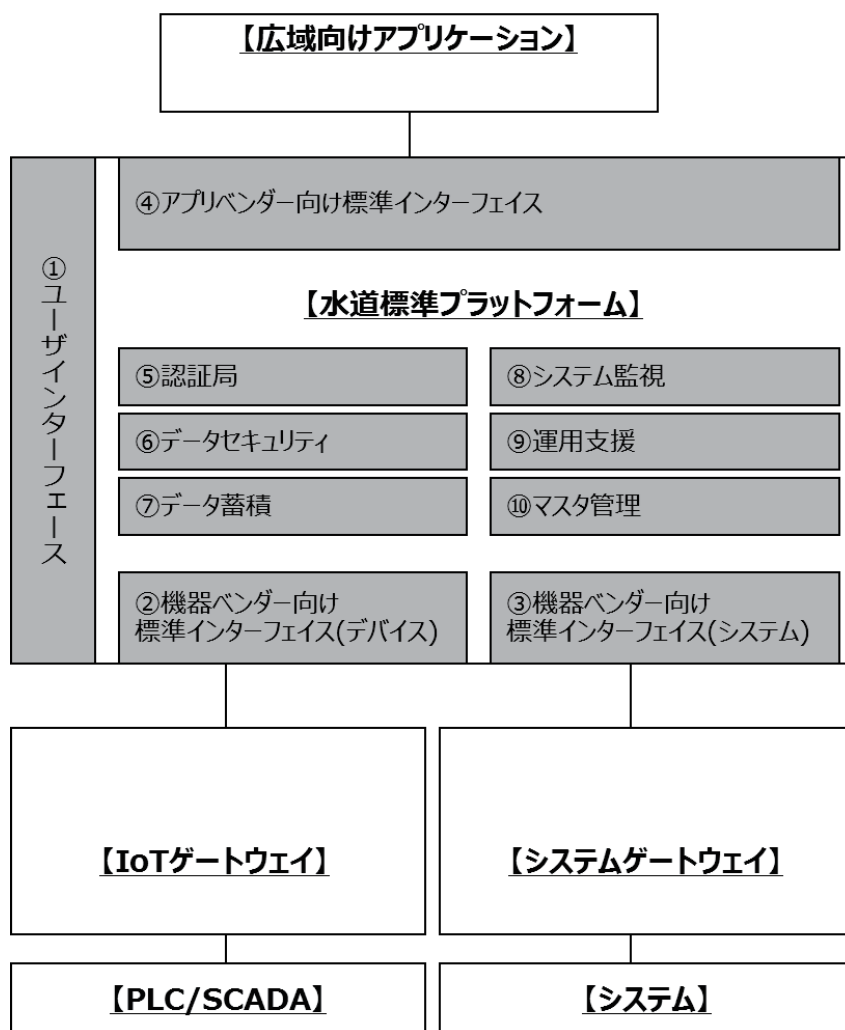 【広域向けアプリケーション】
④アプリベンダー向け標準インターフェイス
①ユーザインターフェース
【水道標準プラットフォーム】
⑤認証局
⑧システム監視
⑥データセキュリティ
⑨運用支援
⑦データ蓄積
⑩マスタ管理
②機器ベンダー向け
標準インターフェイス(デバイス)
③機器ベンダー向け
標準インターフェイス(システム)
【IoTゲートウェイ】
【システムゲートウェイ】
【PLC/SCADA】
【システム】